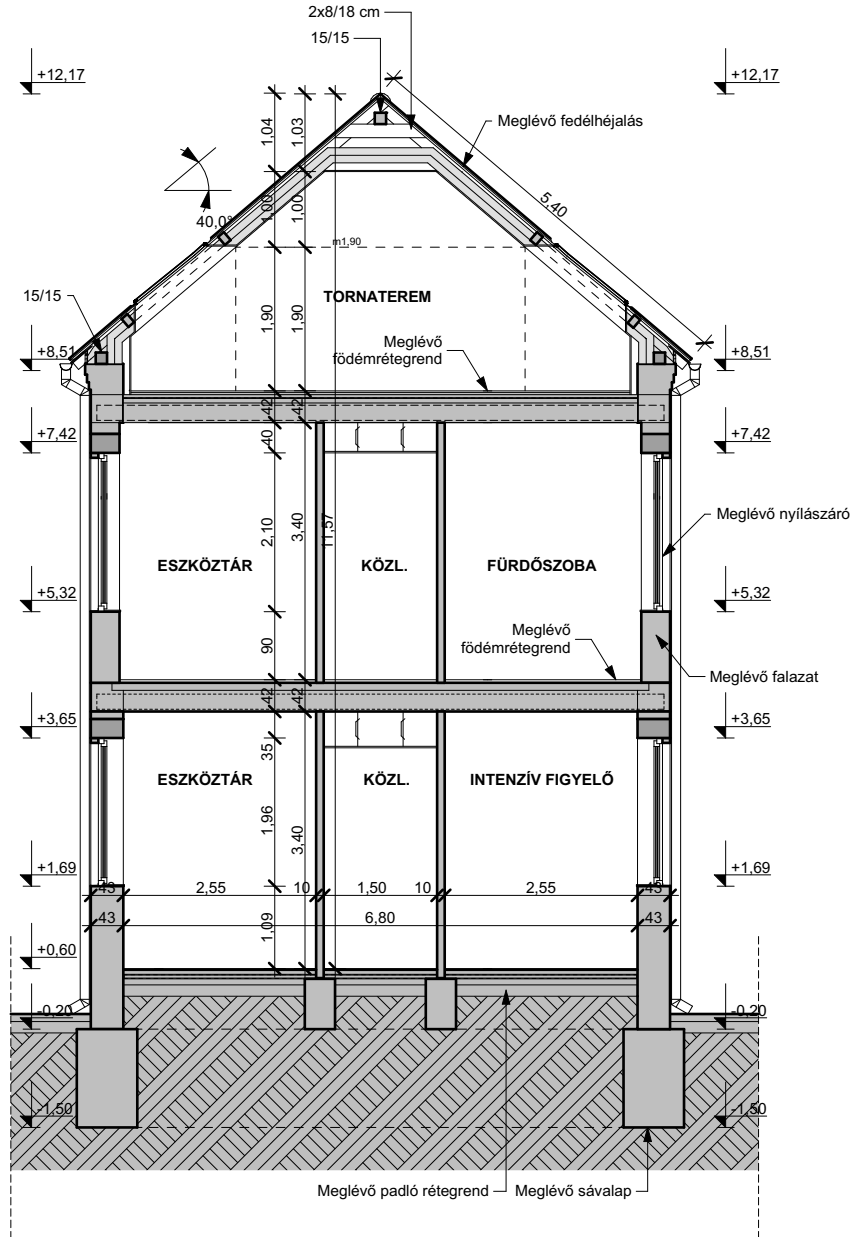 2x8/18 cm
15/15
+12,17
+12,17
Meglévő fedélhéjalás
1,04
1,03
5,40
40,0°
1,00
1,00
m1,90
15/15
TORNATEREM
1,90
1,90
Meglévő
födémrétegrend
+8,51
+8,51
42
42
+7,42
+7,42
40
2,10
3,40
11,57
Meglévő nyílászáró
ESZKÖZTÁR
KÖZL.
FÜRDŐSZOBA
+5,32
+5,32
90
Meglévő
födémrétegrend
Meglévő falazat
42
42
+3,65
+3,65
35
ESZKÖZTÁR
KÖZL.
INTENZÍV FIGYELŐ
1,96
3,40
+1,69
+1,69
43
2,55
10
1,50
10
2,55
43
43
6,80
43
1,09
+0,60
-0,20
-0,20
-1,50
-1,50
Meglévő padló rétegrend
Meglévő sávalap